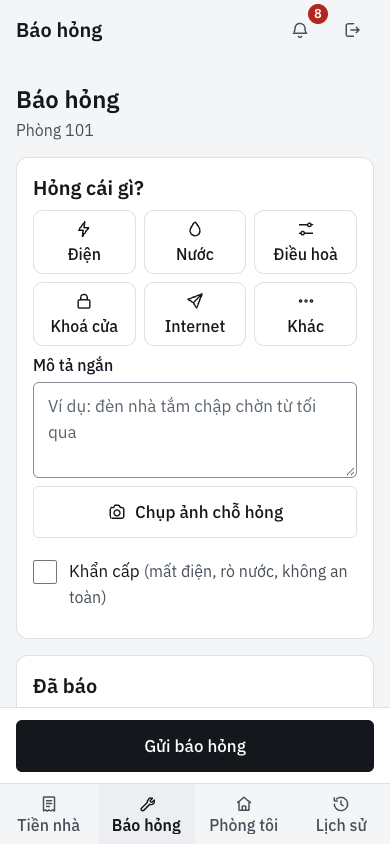 Báo hỏng
8
Báo hỏng
Phòng 101
Hỏng cái gì?
Điện
Nước
Điều hoà
Khoá cửa
Internet
Khác
Mô tả ngắn
Ví dụ: đèn nhà tắm chập chờn từ tối
qua
Chụp ảnh chỗ hỏng
Khẩn cấp (mất điện, rò nước, không an
toàn)
Đã báo
Gửi báo hỏng
Tiền nhà
Báo hỏng
Phòng tôi
Lịch sử